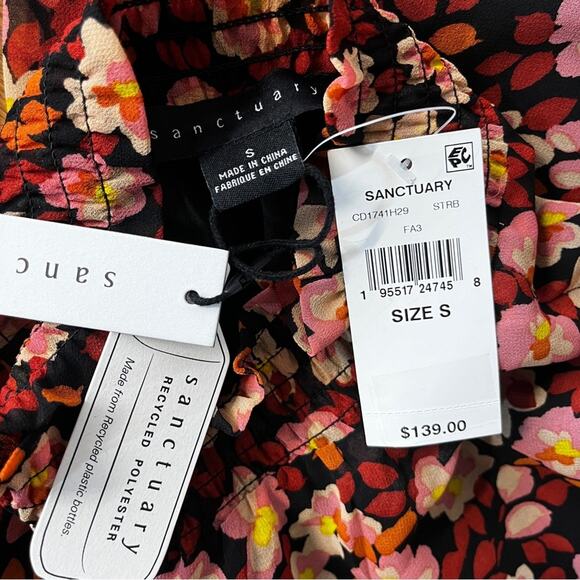 sanctuary
S
MADE IN CHINA
FABRIQUE EN CHINE
EPC
SANCTUARY
CD1741H29 STRB
FA3
1 95517 24745 8
SIZE S
$139.00
sanc
sanctuary
RECYCLED POLYESTER
Made from Recycled plastic bottles.